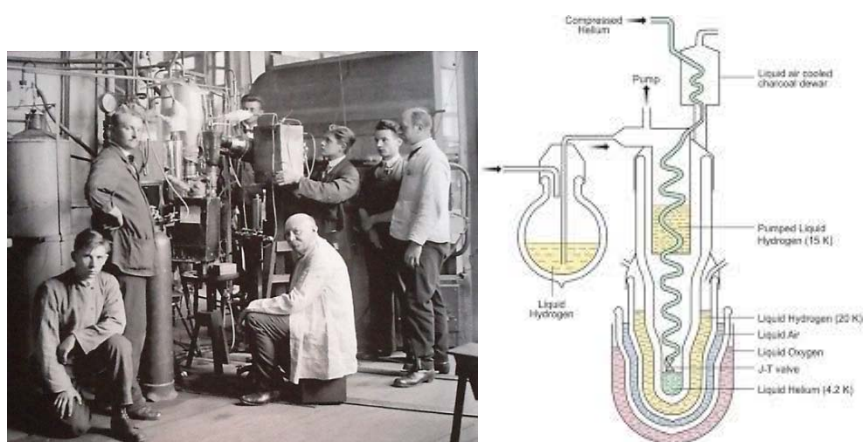 Compressed
Helium
Liquid air cooled
charcoal dewar
Pump
Pumped Liquid
Hydrogen (15 K)
Liquid
Hydrogen
Liquid Hydrogen (20 K)
Liquid Air
Liquid Oxygen
J-T valve
Liquid Helium (4.2 K)